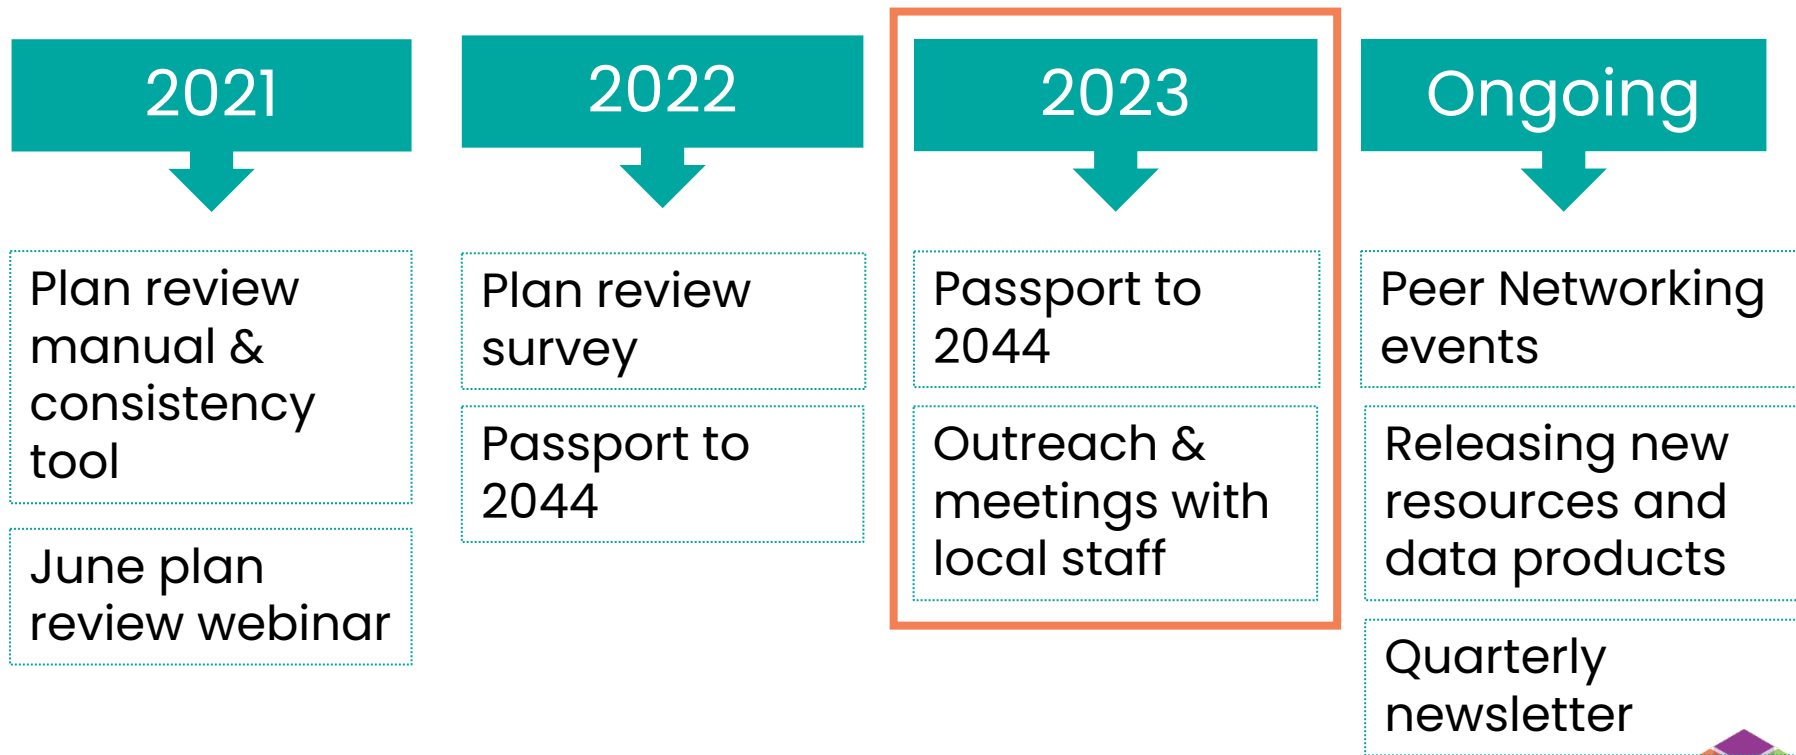 2021
Plan review
manual &
consistency
tool
June plan
review webinar
2022
Plan review
survey
Passport to
2044
2023
Passport to
2044
Outreach &
meetings with
local staff
Ongoing
Peer Networking
events
Releasing new
resources and
data products
Quarterly
newsletter